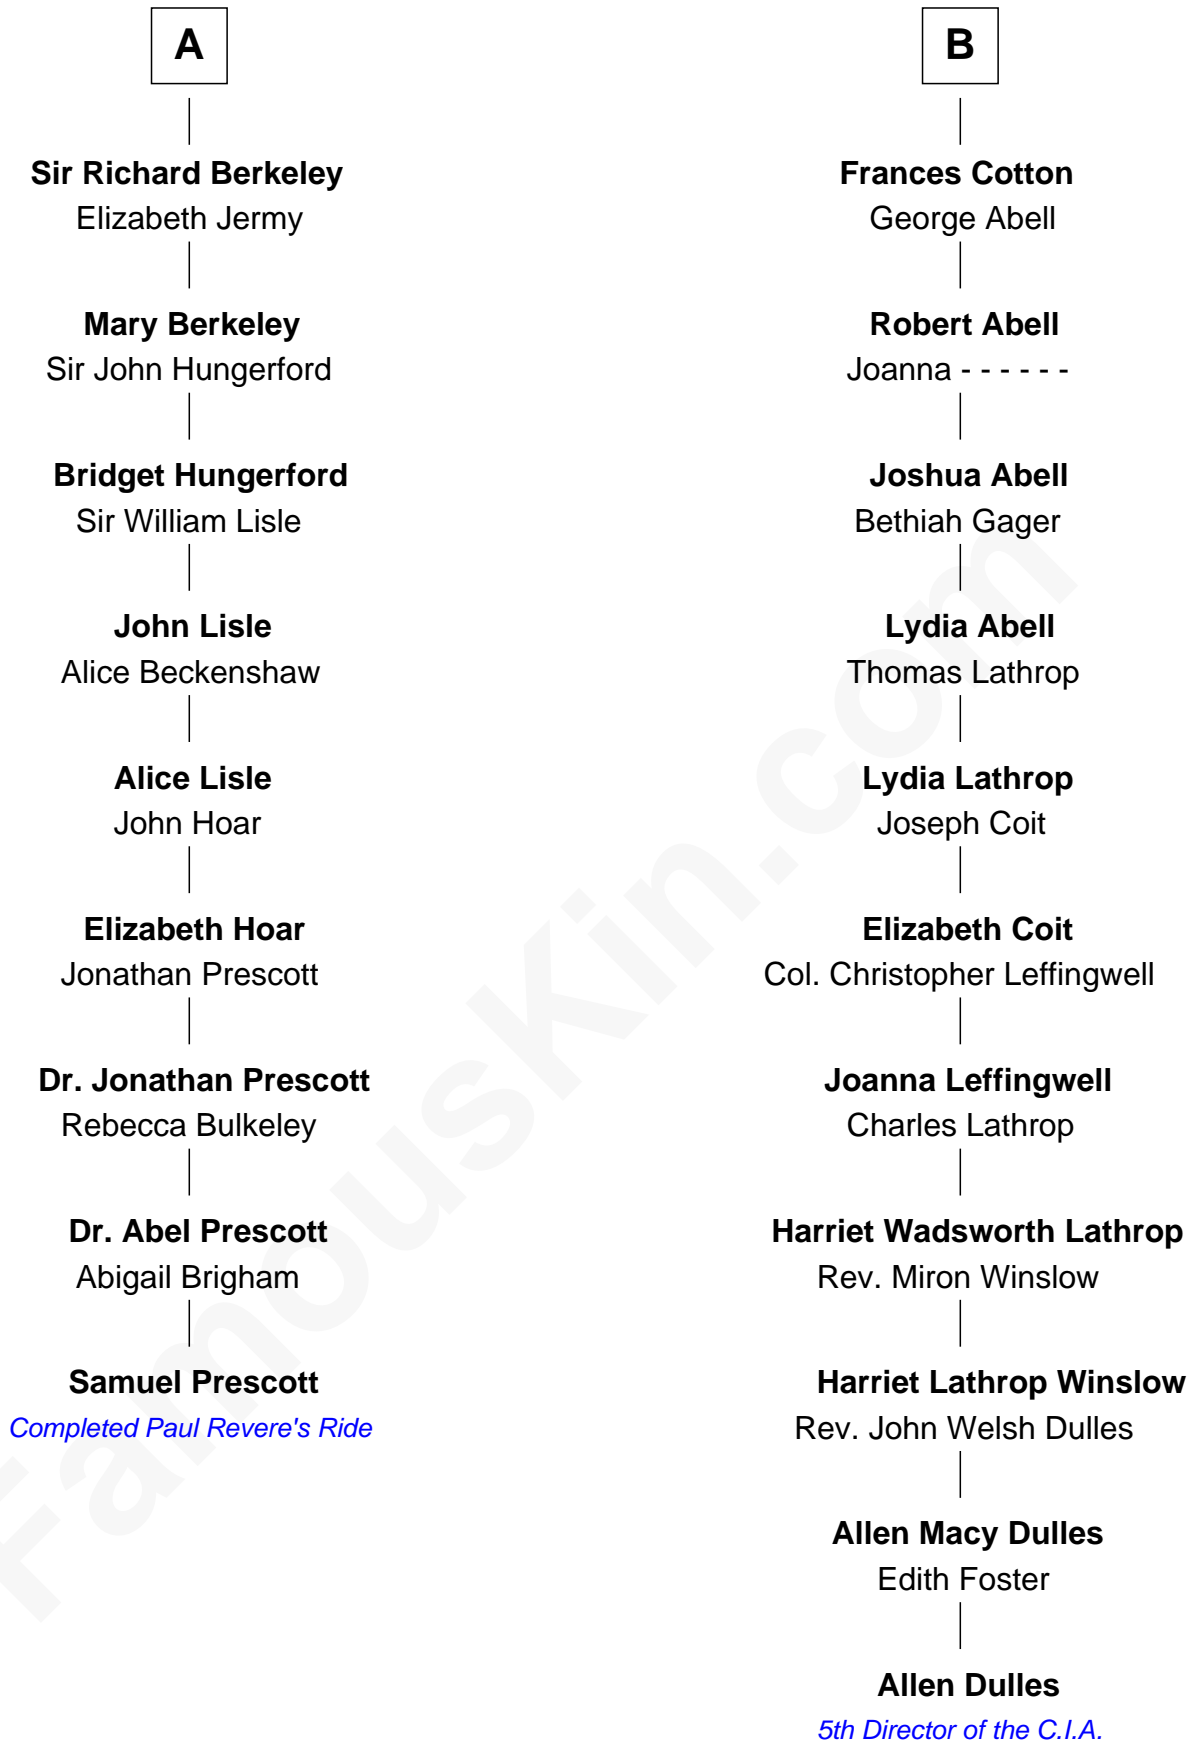 A
Sir Richard Berkeley
Elizabeth Jermy
Mary Berkeley
Sir John Hungerford
Bridget Hungerford
Sir William Lisle
John Lisle
Alice Beckenshaw
Alice Lisle
John Hoar
Elizabeth Hoar
Jonathan Prescott
Dr. Jonathan Prescott
Rebecca Bulkeley
Dr. Abel Prescott
Abigail Brigham
Samuel Prescott
Completed Paul Revere's Ride
B
Frances Cotton
George Abell
Robert Abell
Joanna - - - - - -
Joshua Abell
Bethiah Gager
Lydia Abell
Thomas Lathrop
Lydia Lathrop
Joseph Coit
Elizabeth Coit
Col. Christopher Leffingwell
Joanna Leffingwell
Charles Lathrop
Harriet Wadsworth Lathrop
Rev. Miron Winslow
Harriet Lathrop Winslow
Rev. John Welsh Dulles
Allen Macy Dulles
Edith Foster
Allen Dulles
5th Director of the C.I.A.
FamousKin.com